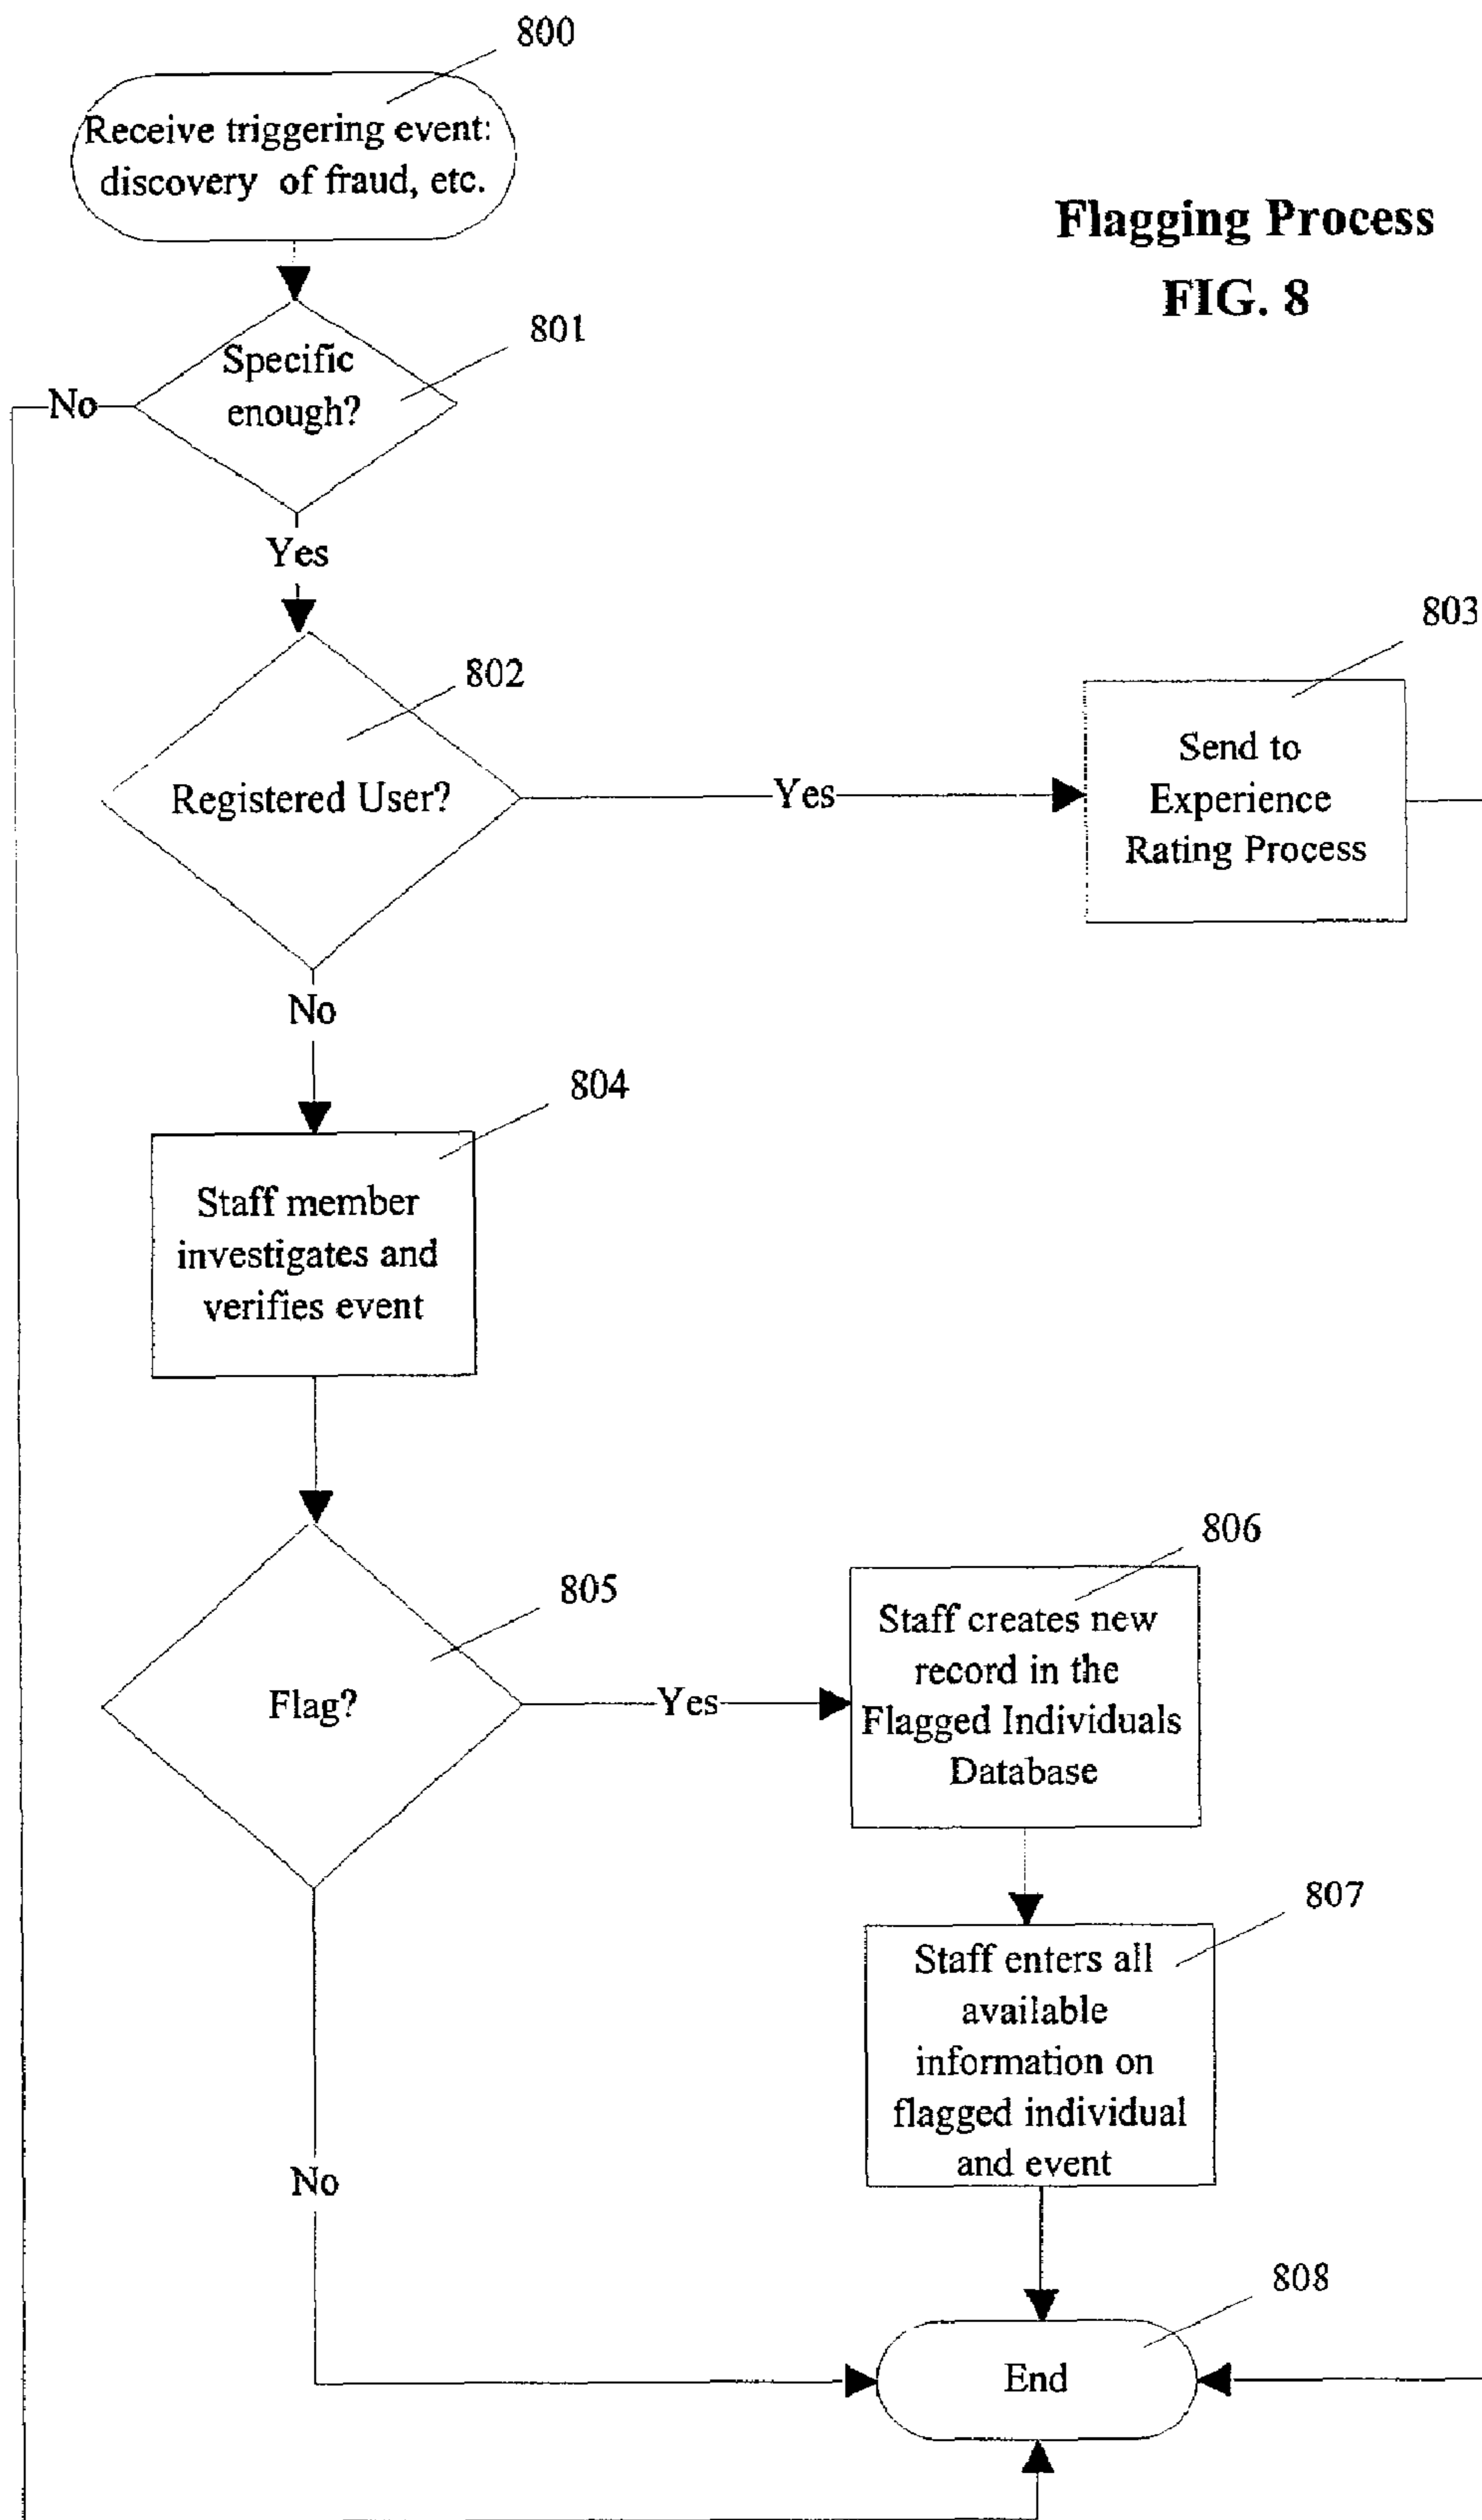 800
Receive triggering event:
discovery of fraud, etc.
Flagging Process
FIG. 8
801
Specific
enough?
No
Yes
802
Registered User?
Yes
803
Send to
Experience
Rating Process
No
804
Staff member
investigates and
verifies event
805
Flag?
Yes
806
Staff creates new
record in the
Flagged Individuals
Database
807
Staff enters all
available
information on
flagged individual
and event
No
808
End